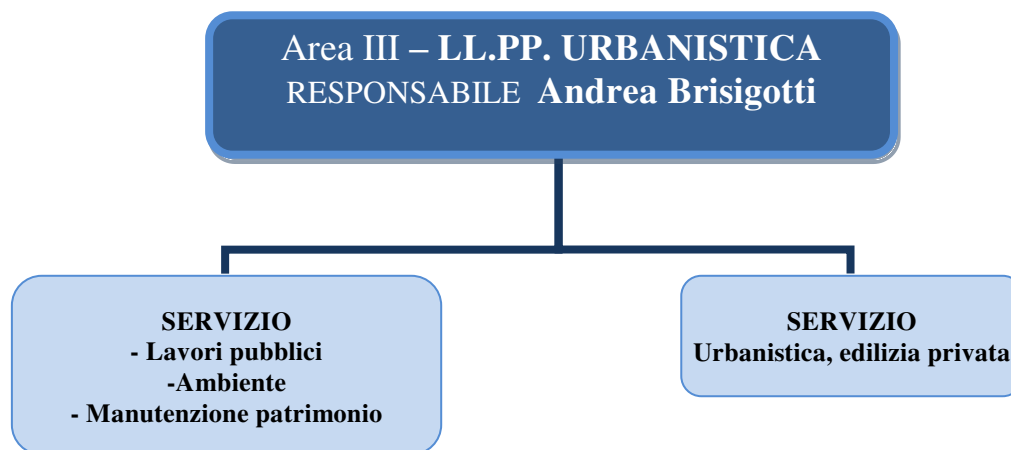 Area III – LL.PP. URBANISTICA
RESPONSABILE Andrea Brisigotti
SERVIZIO
- Lavori pubblici
-Ambiente
- Manutenzione patrimonio
SERVIZIO
Urbanistica, edilizia privata